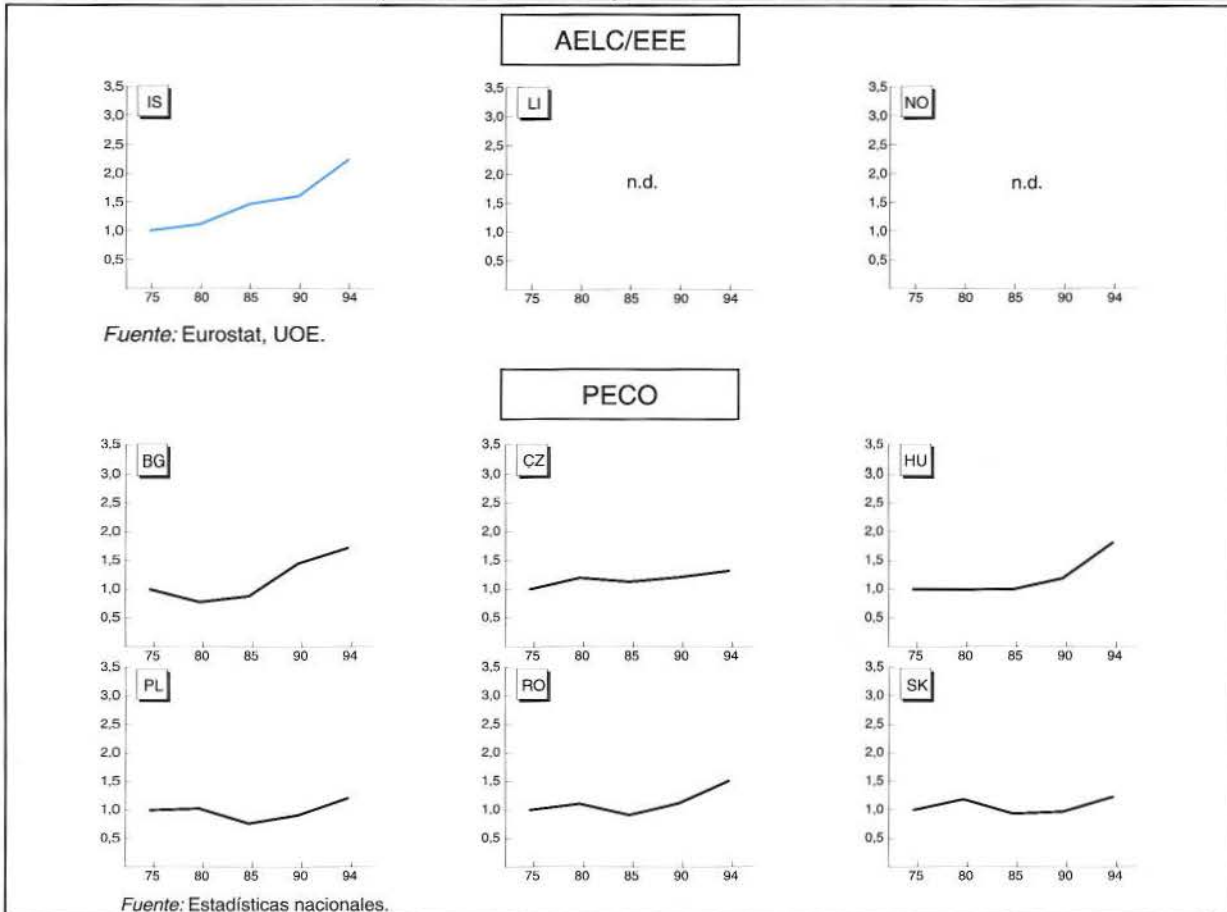 AELC/EEE
IS
3,5
3,0
2,5
2,0
1,5
1,0
0,5
75 80 85 90 94
LI
3,5
3,0
2,5
2,0
1,5
1,0
0,5
n.d.
75 80 85 90 94
NO
3,5
3,0
2,5
2,0
1,5
1,0
0,5
n.d.
75 80 85 90 94
Fuente: Eurostat, UOE.
PECO
BG
3,5
3,0
2,5
2,0
1,5
1,0
0,5
75 80 85 90 94
CZ
3,5
3,0
2,5
2,0
1,5
1,0
0,5
75 80 85 90 94
HU
3,5
3,0
2,5
2,0
1,5
1,0
0,5
75 80 85 90 94
PL
3,5
3,0
2,5
2,0
1,5
1,0
0,5
75 80 85 90 94
RO
3,5
3,0
2,5
2,0
1,5
1,0
0,5
75 80 85 90 94
SK
3,5
3,0
2,5
2,0
1,5
1,0
0,5
75 80 85 90 94
Fuente: Estadísticas nacionales.